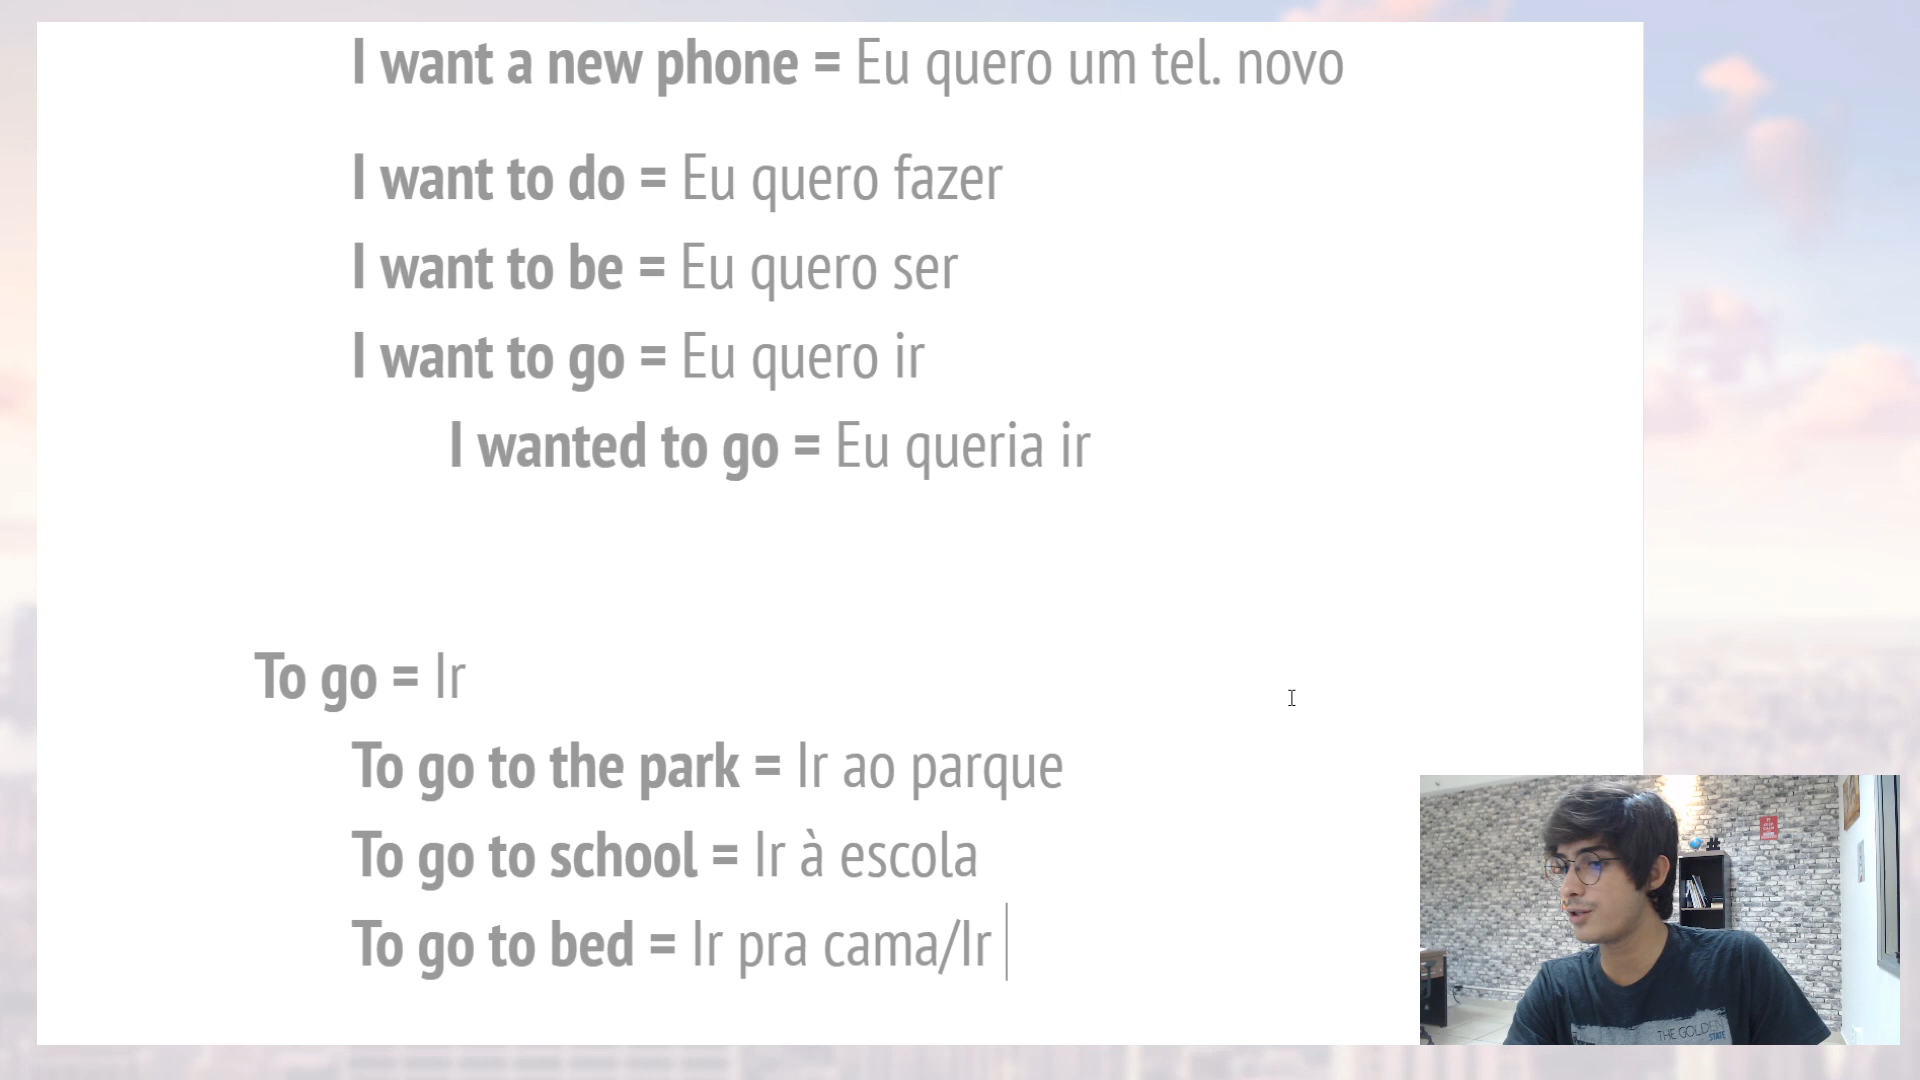 I want a new phone = Eu quero um tel. novo
I want to do = Eu quero fazer
I want to be = Eu quero ser
I want to go = Eu quero ir
I wanted to go = Eu queria ir
To go = Ir
To go to the park = Ir ao parque
To go to school = Ir à escola
To go to bed = Ir pra cama/Ir
THE GOLDEN
STATE